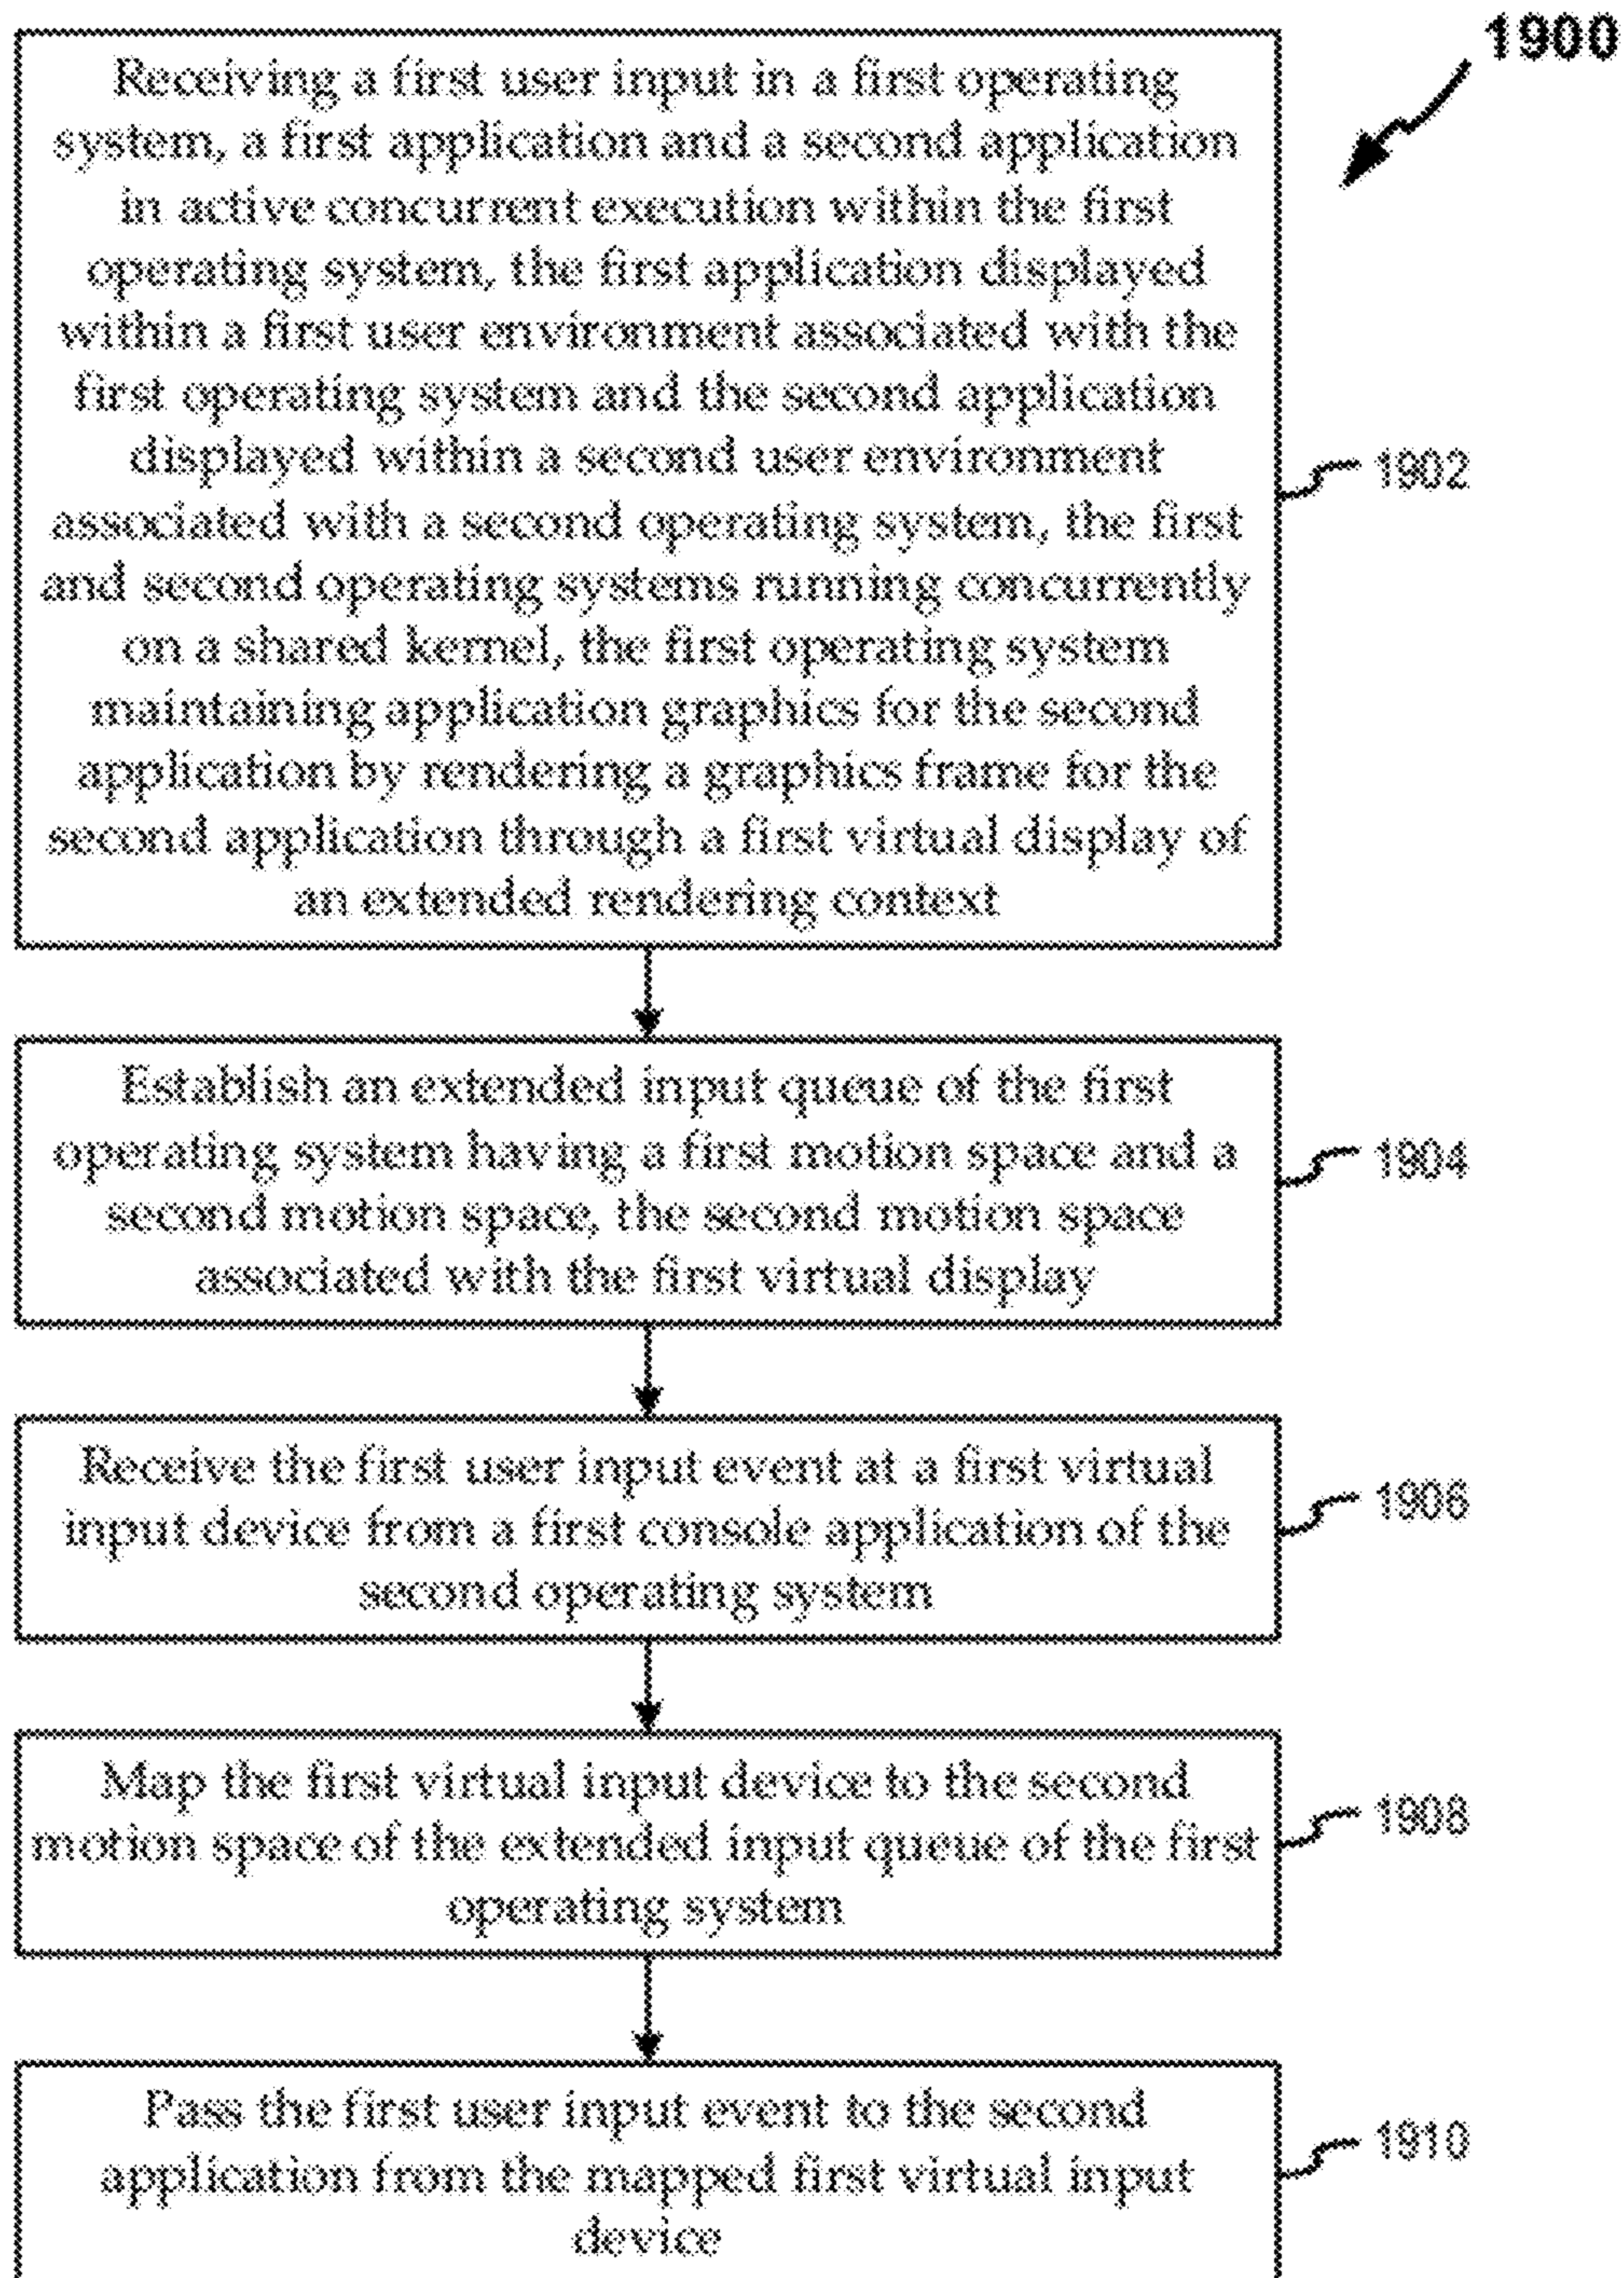 1900
Receiving a first user input in a first operating
system, a first application and a second application
in active concurrent execution within the first
operating system, the first application displayed
within a first user environment associated with the
first operating system and the second application
displayed within a second user environment
associated with a second operating system, the first
and second operating systems running concurrently
on a shared kernel, the first operating system
maintaining application graphics for the second
application by rendering a graphics frame for the
second application through a first virtual display of
an extended rendering context
1902
Establish an extended input queue of the first
operating system having a first motion space and a
second motion space, the second motion space
associated with the first virtual display
1904
Receive the first user input event at a first virtual
input device from a first console application of the
second operating system
1906
Map the first virtual input device to the second
motion space of the extended input queue of the first
operating system
1908
Pass the first user input event to the second
application from the mapped first virtual input
device
1910